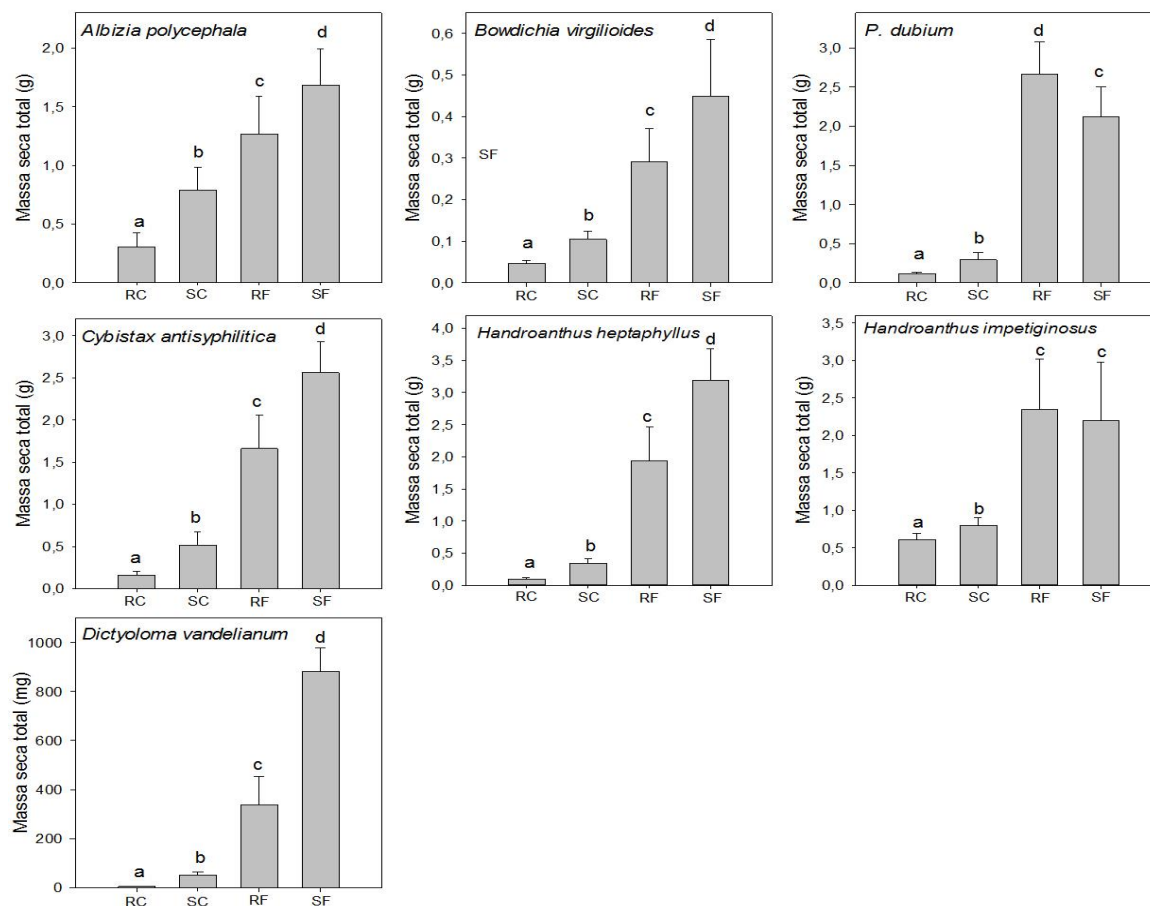 Albizia polycephala
Massa seca total (g)
2,0
1,5
1,0
0,5
0,0
a
b
c
d
RC SC RF SF
Bowdichia virgilioides
Massa seca total (g)
0,6
0,5
0,4
0,3
0,2
0,1
0,0
SF
a
b
c
d
RC SC RF SF
P. dubium
Massa seca total (g)
3,0
2,5
2,0
1,5
1,0
0,5
0,0
a
b
d
c
RC SC RF SF
Cybistax antisyphilitica
Massa seca total (g)
3,0
2,5
2,0
1,5
1,0
0,5
0,0
a
b
c
d
RC SC RF SF
Handroanthus heptaphyllus
Massa seca total (g)
4,0
3,5
3,0
2,5
2,0
1,5
1,0
0,5
0,0
a
b
c
d
RC SC RF SF
Handroanthus impetiginosus
Massa seca total (g)
3,0
2,5
2,0
1,5
1,0
0,5
0,0
a
b
c
c
RC SC RF SF
Dictyoloma vandelianum
Massa seca total (mg)
1000
800
600
400
200
0
a
b
c
d
RC SC RF SF